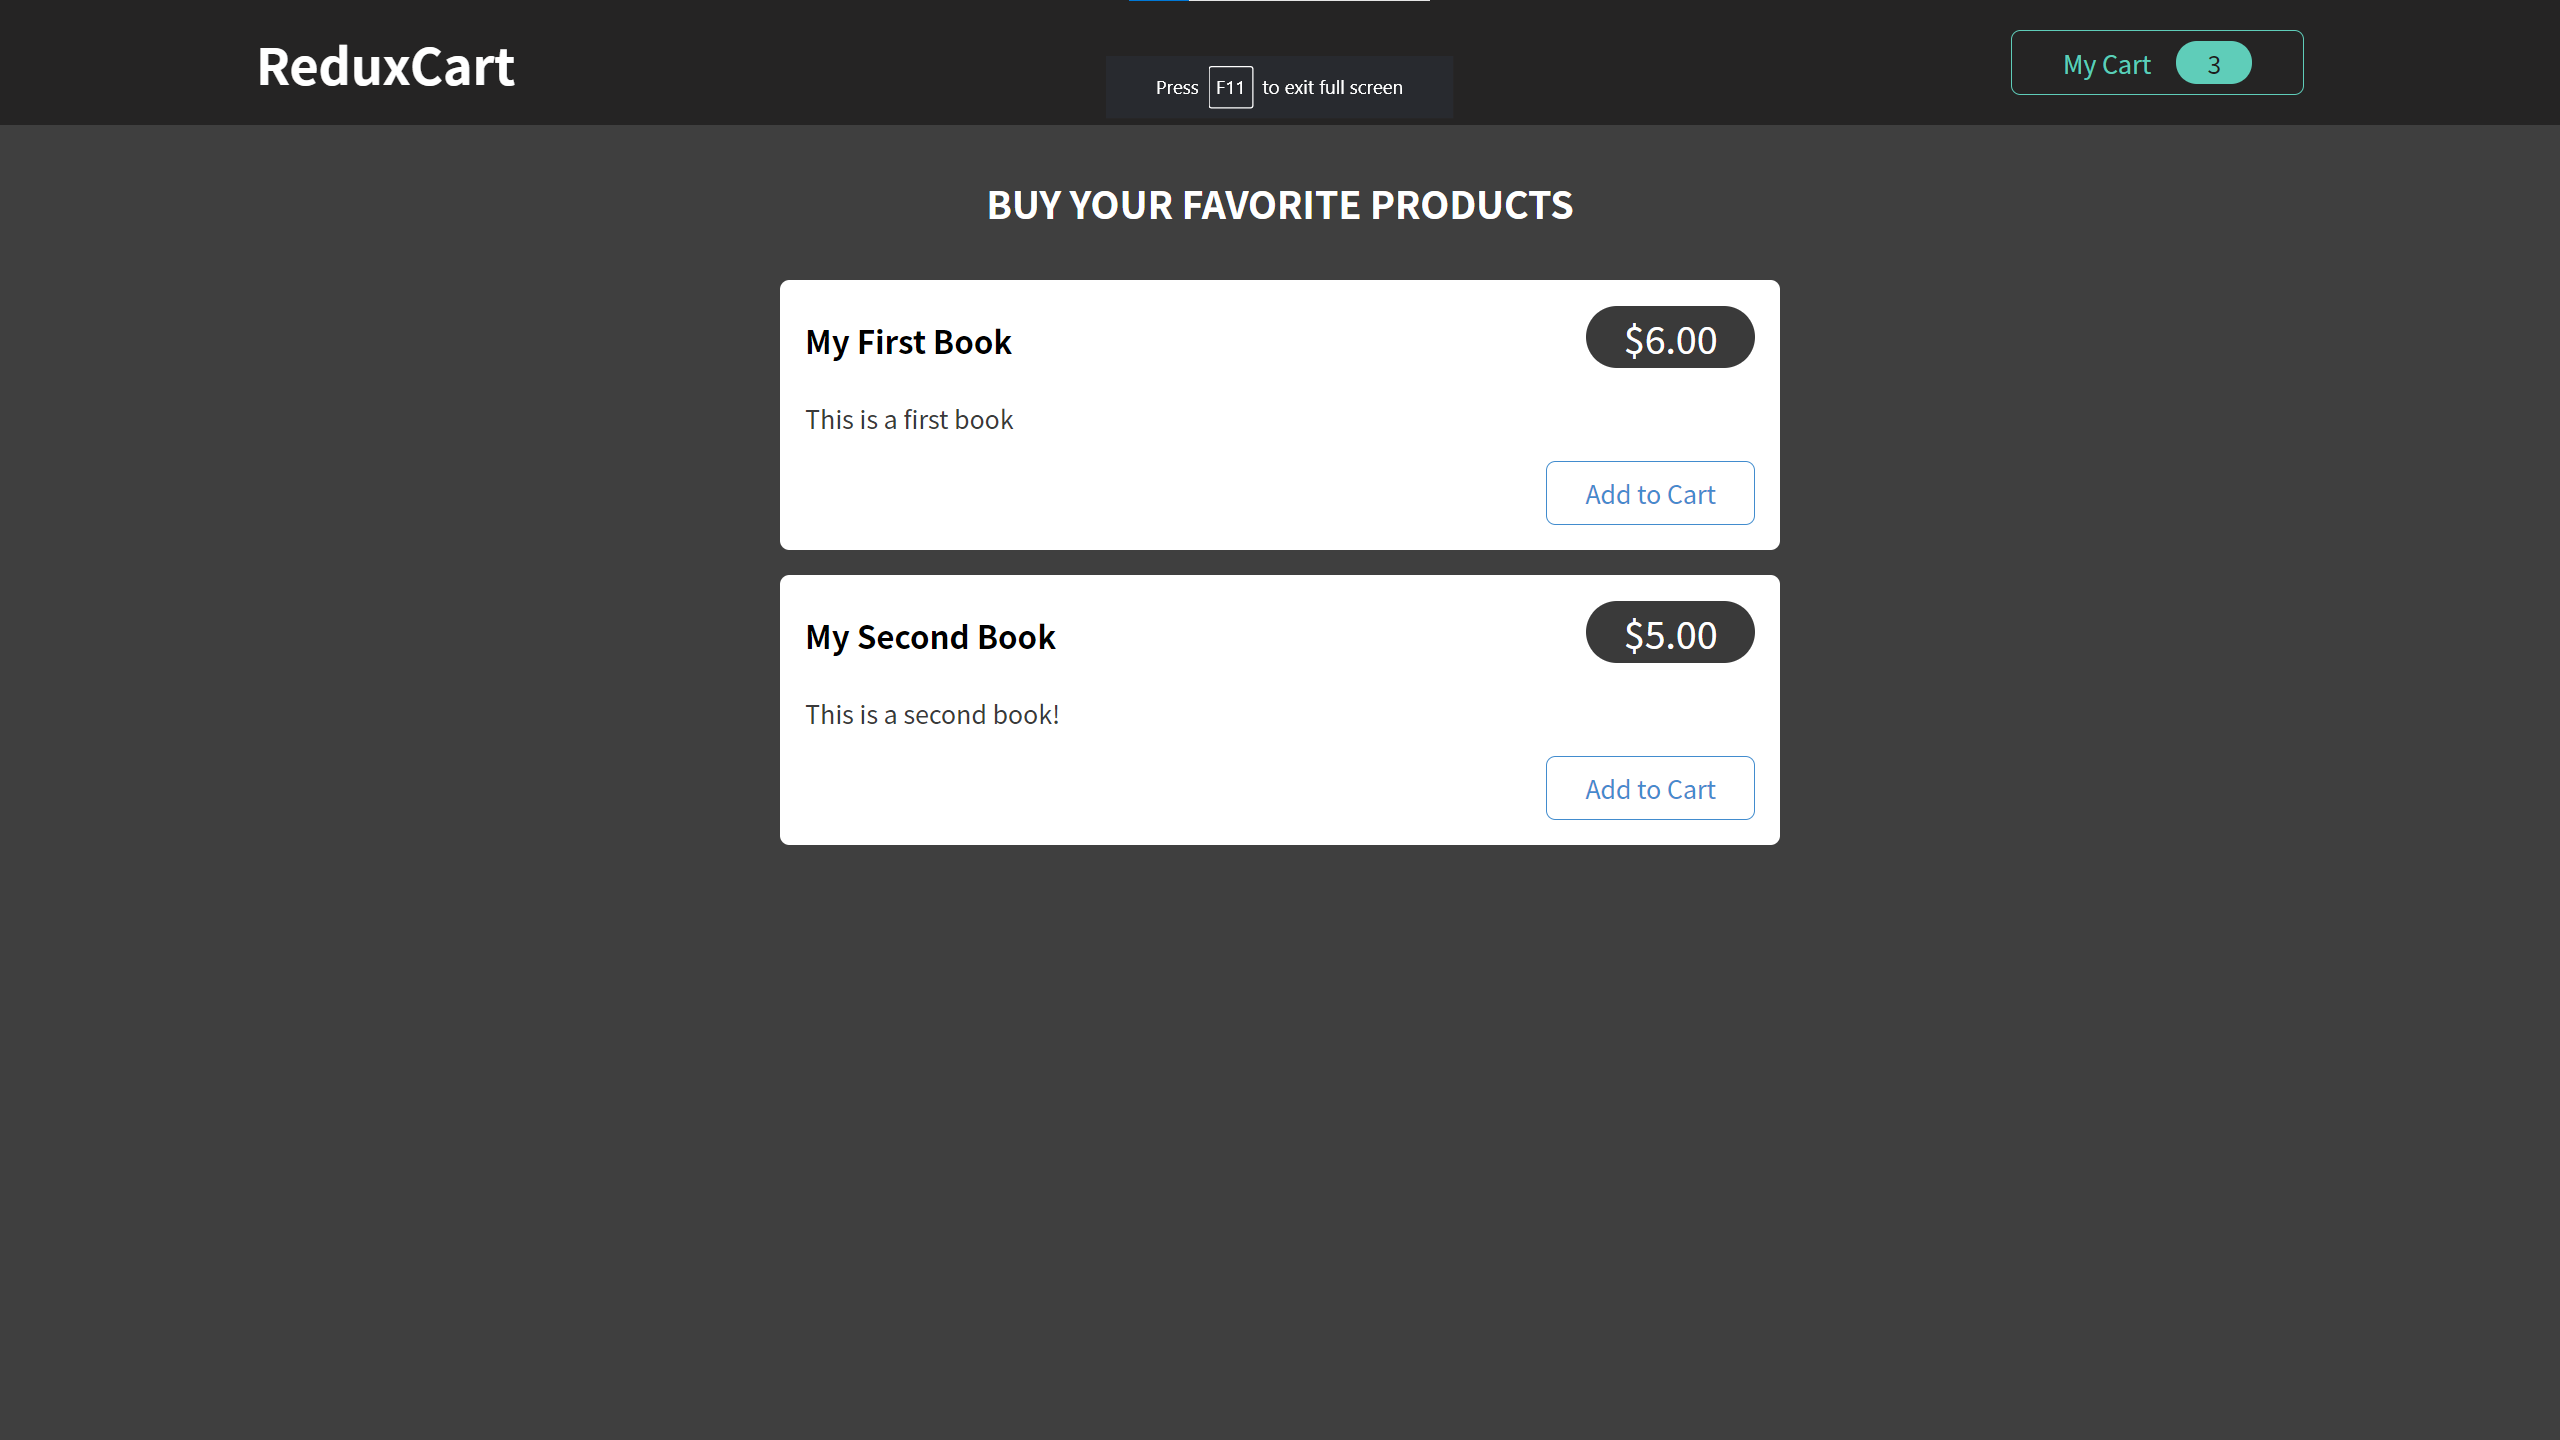 ReduxCart
My Cart 3
Press F11 to exit full screen
BUY YOUR FAVORITE PRODUCTS
My First Book
$6.00
This is a first book
Add to Cart
My Second Book
$5.00
This is a second book!
Add to Cart